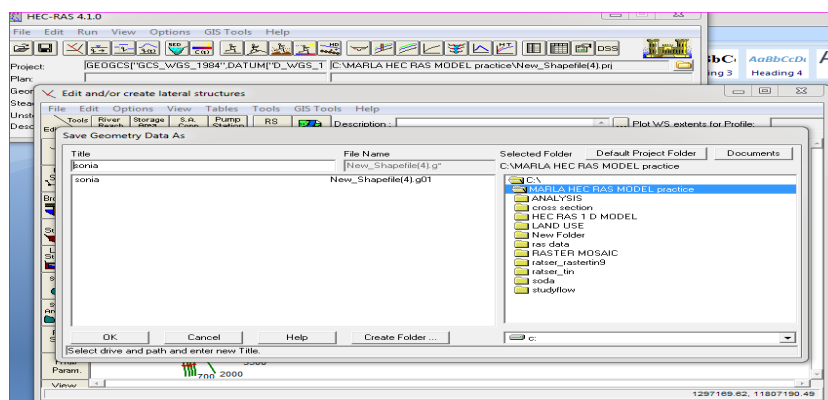 HEC-RAS 4.1.0
File Edit Run View Options GIS Tools Help
DSS
Project: GEOGCS["GCS_WGS_1984",DATUM["D_WGS_1 C:\MARLA HEC RAS MODEL practice\New_Shapefile(4).prj
Plan:
AaBbCcDc
ng 3 Heading 4
Edit and/or create lateral structures
File Edit Options View Tables Tools GIS Tools Help
Tools River Reach Storage Area S.A. Conn Pump Station RS Description : Plot WS extents for Profile:
Save Geometry Data As
Title File Name Selected Folder Default Project Folder Documents
sonia New_Shapefile(4).g* C:\MARLA HEC RAS MODEL practice
sonia New_Shapefile(4).g01
C:\
MARLA HEC RAS MODEL practice
ANALYSIS
cross section
HEC RAS 1 D MODEL
LAND USE
New Folder
ras data
RASTER MOSAIC
ratser_rastertin9
ratser_tin
soda
studyflow
OK Cancel Help Create Folder ... c:
Select drive and path and enter new Title.
Param.
700 2000
View
1297169.62, 11807190.49